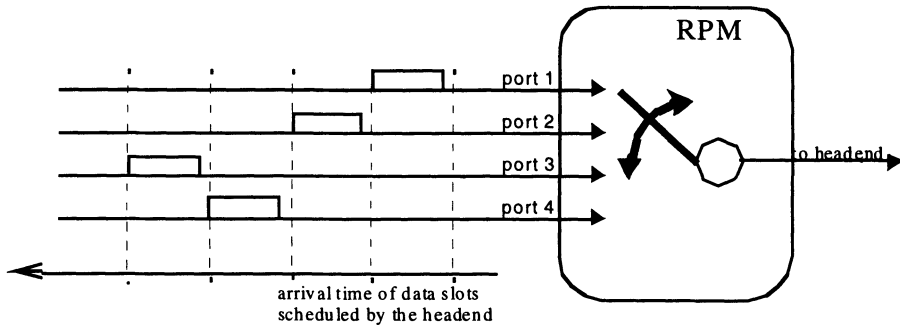 RPM
port 1
port 2
port 3
port 4
to headend
arrival time of data slots
scheduled by the headend